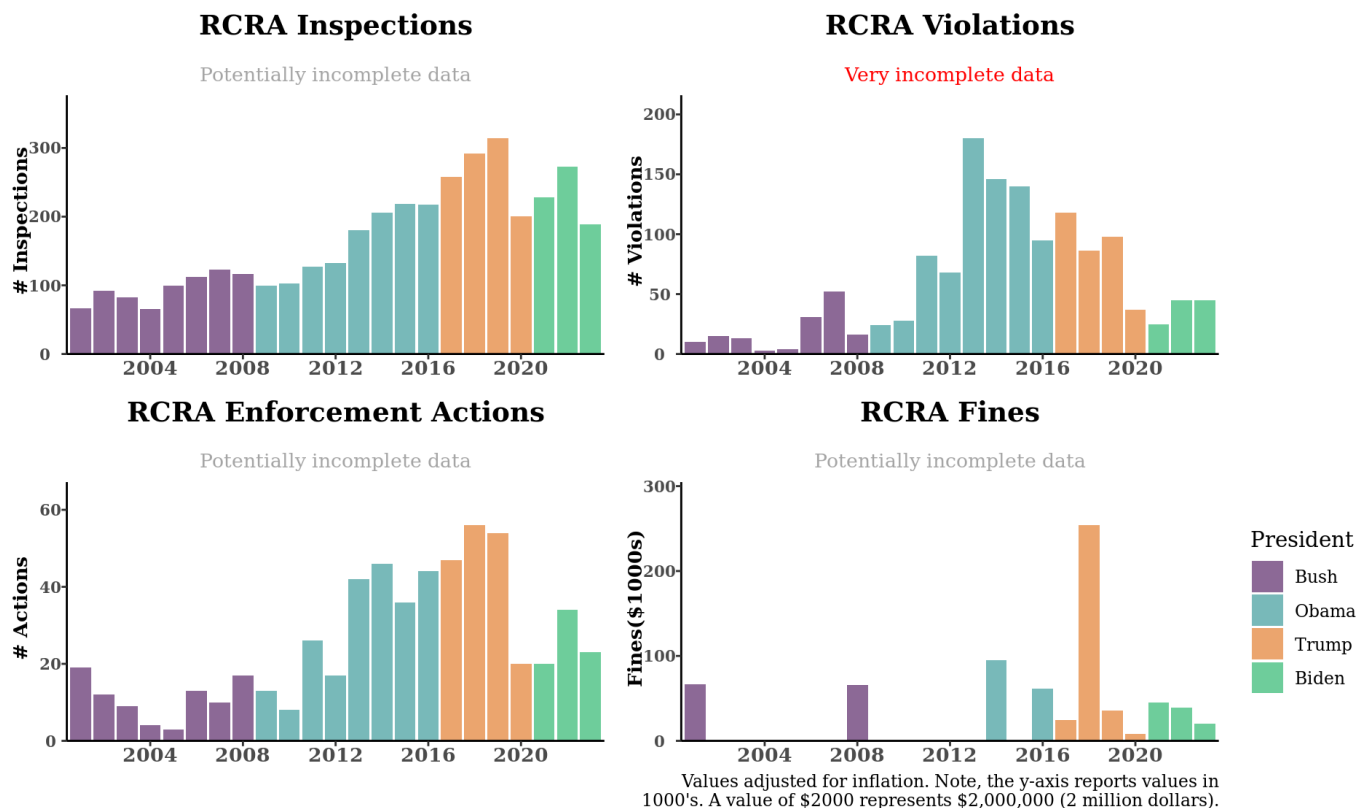 RCRA Inspections
Potentially incomplete data
# Inspections
300
200
100
0
2004 2008 2012 2016 2020
RCRA Violations
Very incomplete data
# Violations
200
150
100
50
0
2004 2008 2012 2016 2020
RCRA Enforcement Actions
Potentially incomplete data
# Actions
60
40
20
0
2004 2008 2012 2016 2020
RCRA Fines
Potentially incomplete data
Fines($1000s)
300
200
100
0
2004 2008 2012 2016 2020
President
Bush
Obama
Trump
Biden
Values adjusted for inflation. Note, the y-axis reports values in
1000's. A value of $2000 represents $2,000,000 (2 million dollars).